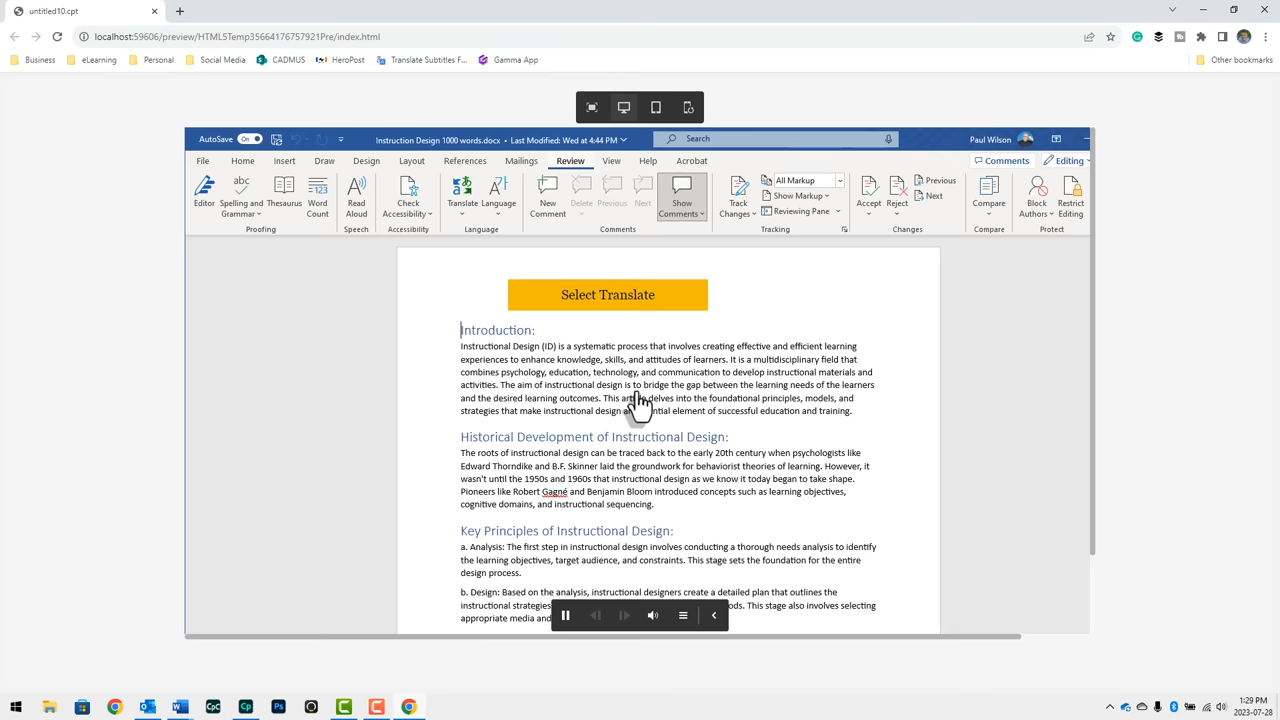 untitled10.cpt
localhost:59606/preview/HTML5Temp35664176757921Pre/index.html
Business eLearning Personal Social Media CADMUS HeroPost Translate Subtitles F... Gamma App Other bookmarks
AutoSave On Instruction Design 1000 words.docx • Last Modified: Wed at 4:44 PM Search Paul Wilson
File Home Insert Draw Design Layout References Mailings Review View Help Acrobat Comments Editing
Editor
Spelling and Grammar
Thesaurus
Word Count
Read Aloud
Check Accessibility
Translate
Language
New Comment
Delete
Previous
Next
Show Comments
Track Changes
All Markup
Show Markup
Reviewing Pane
Accept
Reject
Previous
Next
Compare
Block Authors
Restrict Editing
Proofing Speech Accessibility Language Comments Tracking Changes Compare Protect
Select Translate
Introduction:
Instructional Design (ID) is a systematic process that involves creating effective and efficient learning
experiences to enhance knowledge, skills, and attitudes of learners. It is a multidisciplinary field that
combines psychology, education, technology, and communication to develop instructional materials and
activities. The aim of instructional design is to bridge the gap between the learning needs of the learners
and the desired learning outcomes. This delves into the foundational principles, models, and
strategies that make instructional design element of successful education and training.
Historical Development of Instructional Design:
The roots of instructional design can be traced back to the early 20th century when psychologists like
Edward Thorndike and B.F. Skinner laid the groundwork for behaviorist theories of learning. However, it
wasn't until the 1950s and 1960s that instructional design as we know it today began to take shape.
Pioneers like Robert Gagné and Benjamin Bloom introduced concepts such as learning objectives,
cognitive domains, and instructional sequencing.
Key Principles of Instructional Design:
a. Analysis: The first step in instructional design involves conducting a thorough needs analysis to identify
the learning objectives, target audience, and constraints. This stage sets the foundation for the entire
design process.
b. Design: Based on the analysis, instructional designers create a detailed plan that outlines the
instructional This stage also involves selecting
appropriate media and
1:29 PM
2023-07-28